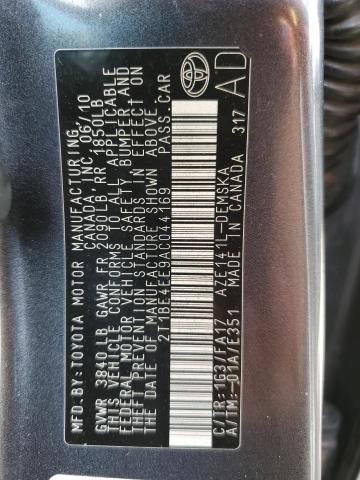 MFD.BY:TOYOTA MOTOR MANUFACTURING,
CANADA, INC. 06/10
GVWR 3840LB GAWR FR 2090LB RR 1850LB
THIS VEHICLE CONFORMS TO ALL APPLICABLE
FEDERAL MOTOR VEHICLE SAFETY BUMPER AND
THEFT PREVENTION STANDARDS IN EFFECT ON
THE DATE OF MANUFACTURE SHOWN ABOVE.
2T1BE4EE9AC044169 PASS.CAR
C/TR: 1G3/FA17 AZE141L-DEMSKA
A/TM: -01A/E351 MADE IN CANADA 317
AD